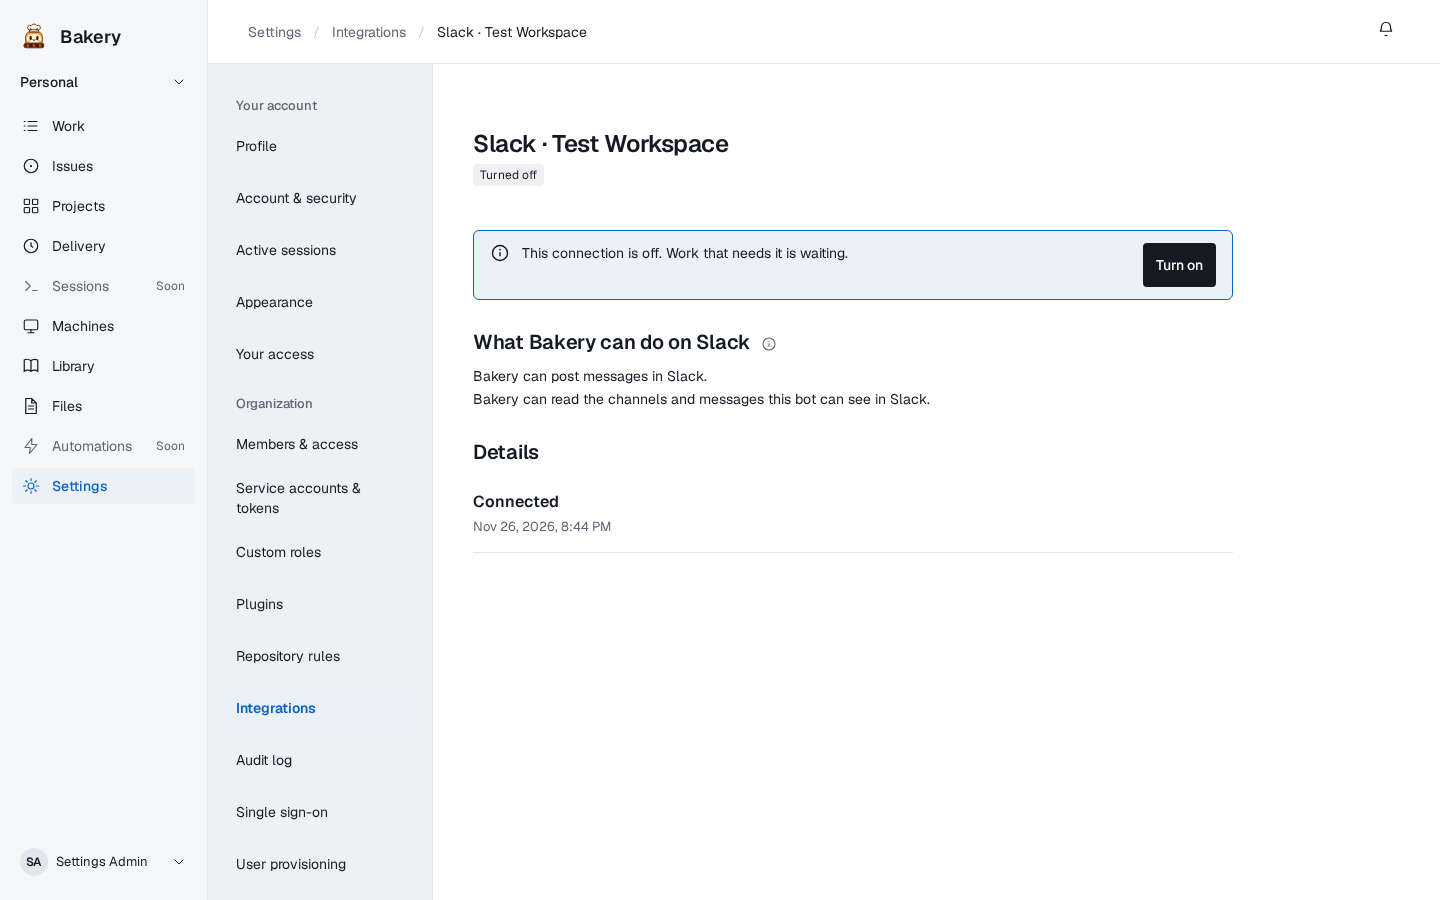 Bakery
Personal
Work
Issues
Projects
Delivery
Sessions Soon
Machines
Library
Files
Automations Soon
Settings
SA Settings Admin
Settings / Integrations / Slack · Test Workspace
Your account
Profile
Account & security
Active sessions
Appearance
Your access
Organization
Members & access
Service accounts &
tokens
Custom roles
Plugins
Repository rules
Integrations
Audit log
Single sign-on
User provisioning
Slack · Test Workspace
Turned off
This connection is off. Work that needs it is waiting.
Turn on
What Bakery can do on Slack
Bakery can post messages in Slack.
Bakery can read the channels and messages this bot can see in Slack.
Details
Connected
Nov 26, 2026, 8:44 PM